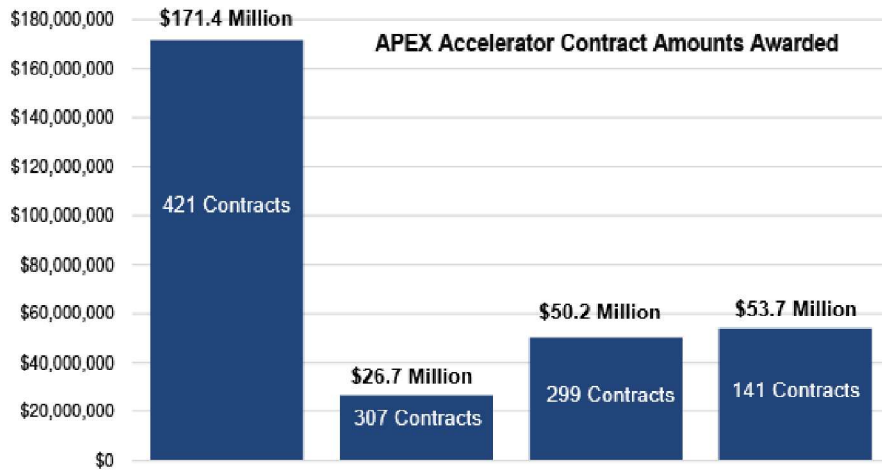 $180,000,000
$160,000,000
$140,000,000
$120,000,000
$100,000,000
$80,000,000
$60,000,000
$40,000,000
$20,000,000
$0
APEX Accelerator Contract Amounts Awarded
$171.4 Million
421 Contracts
$26.7 Million
307 Contracts
$50.2 Million
299 Contracts
$53.7 Million
141 Contracts